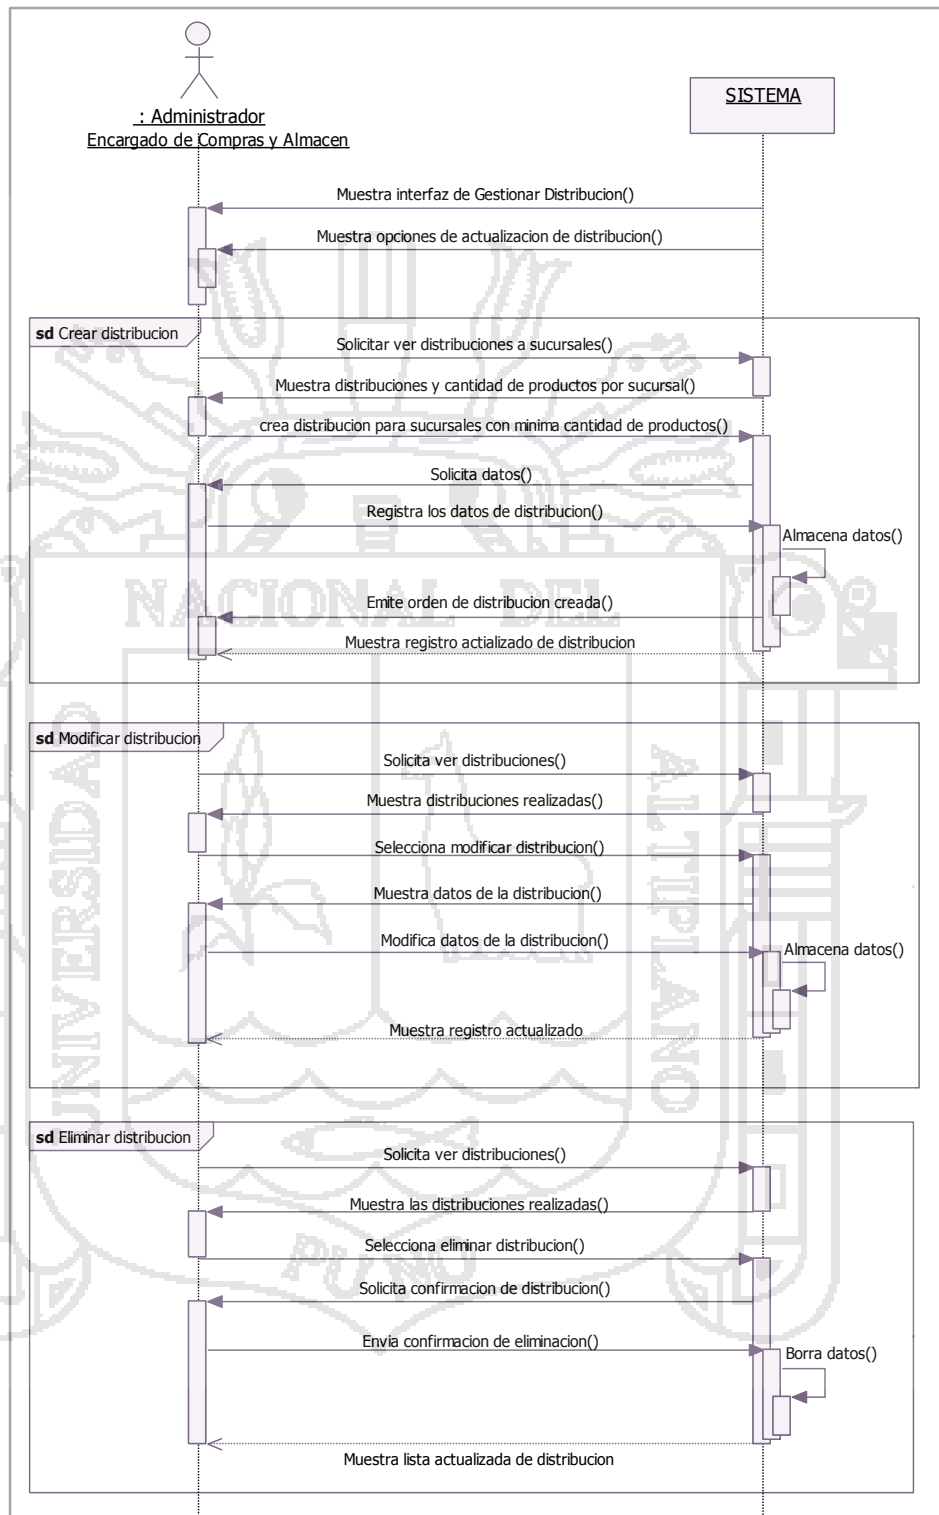 : Administrador
Encargado de Compras y Almacen
SISTEMA
Muestra interfaz de Gestionar Distribucion()
Muestra opciones de actualizacion de distribucion()
sd Crear distribucion
Solicitar ver distribuciones a sucursales()
Muestra distribuciones y cantidad de productos por sucursal()
crea distribucion para sucursales con minima cantidad de productos()
Solicita datos()
Registra los datos de distribucion()
Almacena datos()
NACIONAL DEL
Emite orden de distribucion creada()
Muestra registro actializado de distribucion
sd Modificar distribucion
Solicita ver distribuciones()
Muestra distribuciones realizadas()
Selecciona modificar distribucion()
Muestra datos de la distribucion()
Modifica datos de la distribucion()
Almacena datos()
Muestra registro actualizado
UNIVERSIDAD
ALTIPLANO
sd Eliminar distribucion
Solicita ver distribuciones()
Muestra las distribuciones realizadas()
Selecciona eliminar distribucion()
PUNO
Solicita confirmacion de distribucion()
Envia confirmacion de eliminacion()
Borra datos()
Muestra lista actualizada de distribucion